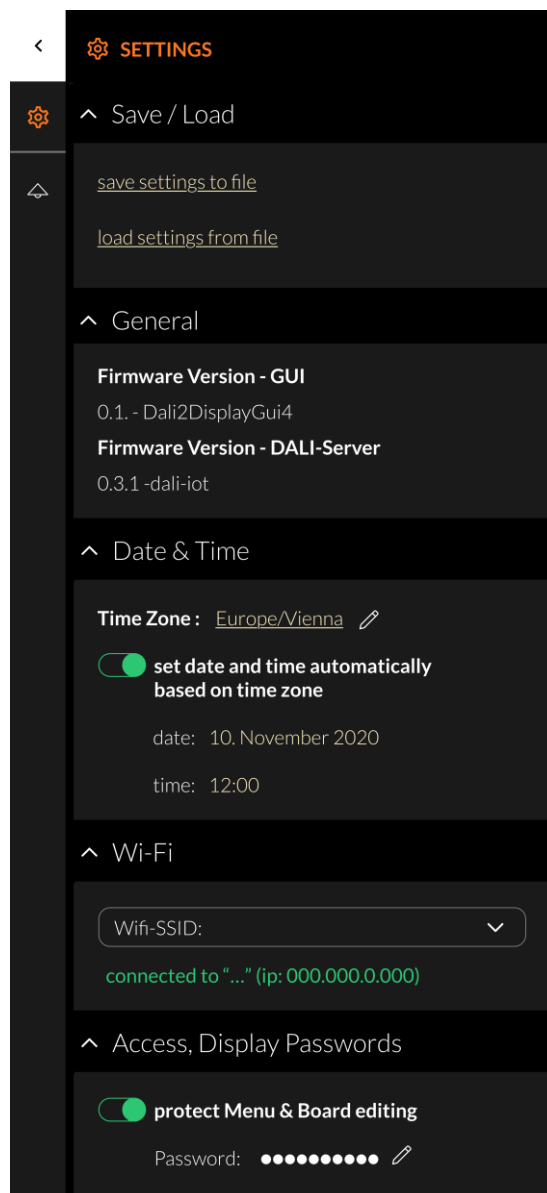 SETTINGS
Save / Load
save settings to file
load settings from file
General
Firmware Version - GUI
0.1. - Dali2DisplayGui4
Firmware Version - DALI-Server
0.3.1 -dali-iot
Date & Time
Time Zone : Europe/Vienna
set date and time automatically
based on time zone
date: 10. November 2020
time: 12:00
Wi-Fi
Wifi-SSID:
connected to “...” (ip: 000.000.0.000)
Access, Display Passwords
protect Menu & Board editing
Password: ●●●●●●●●●●